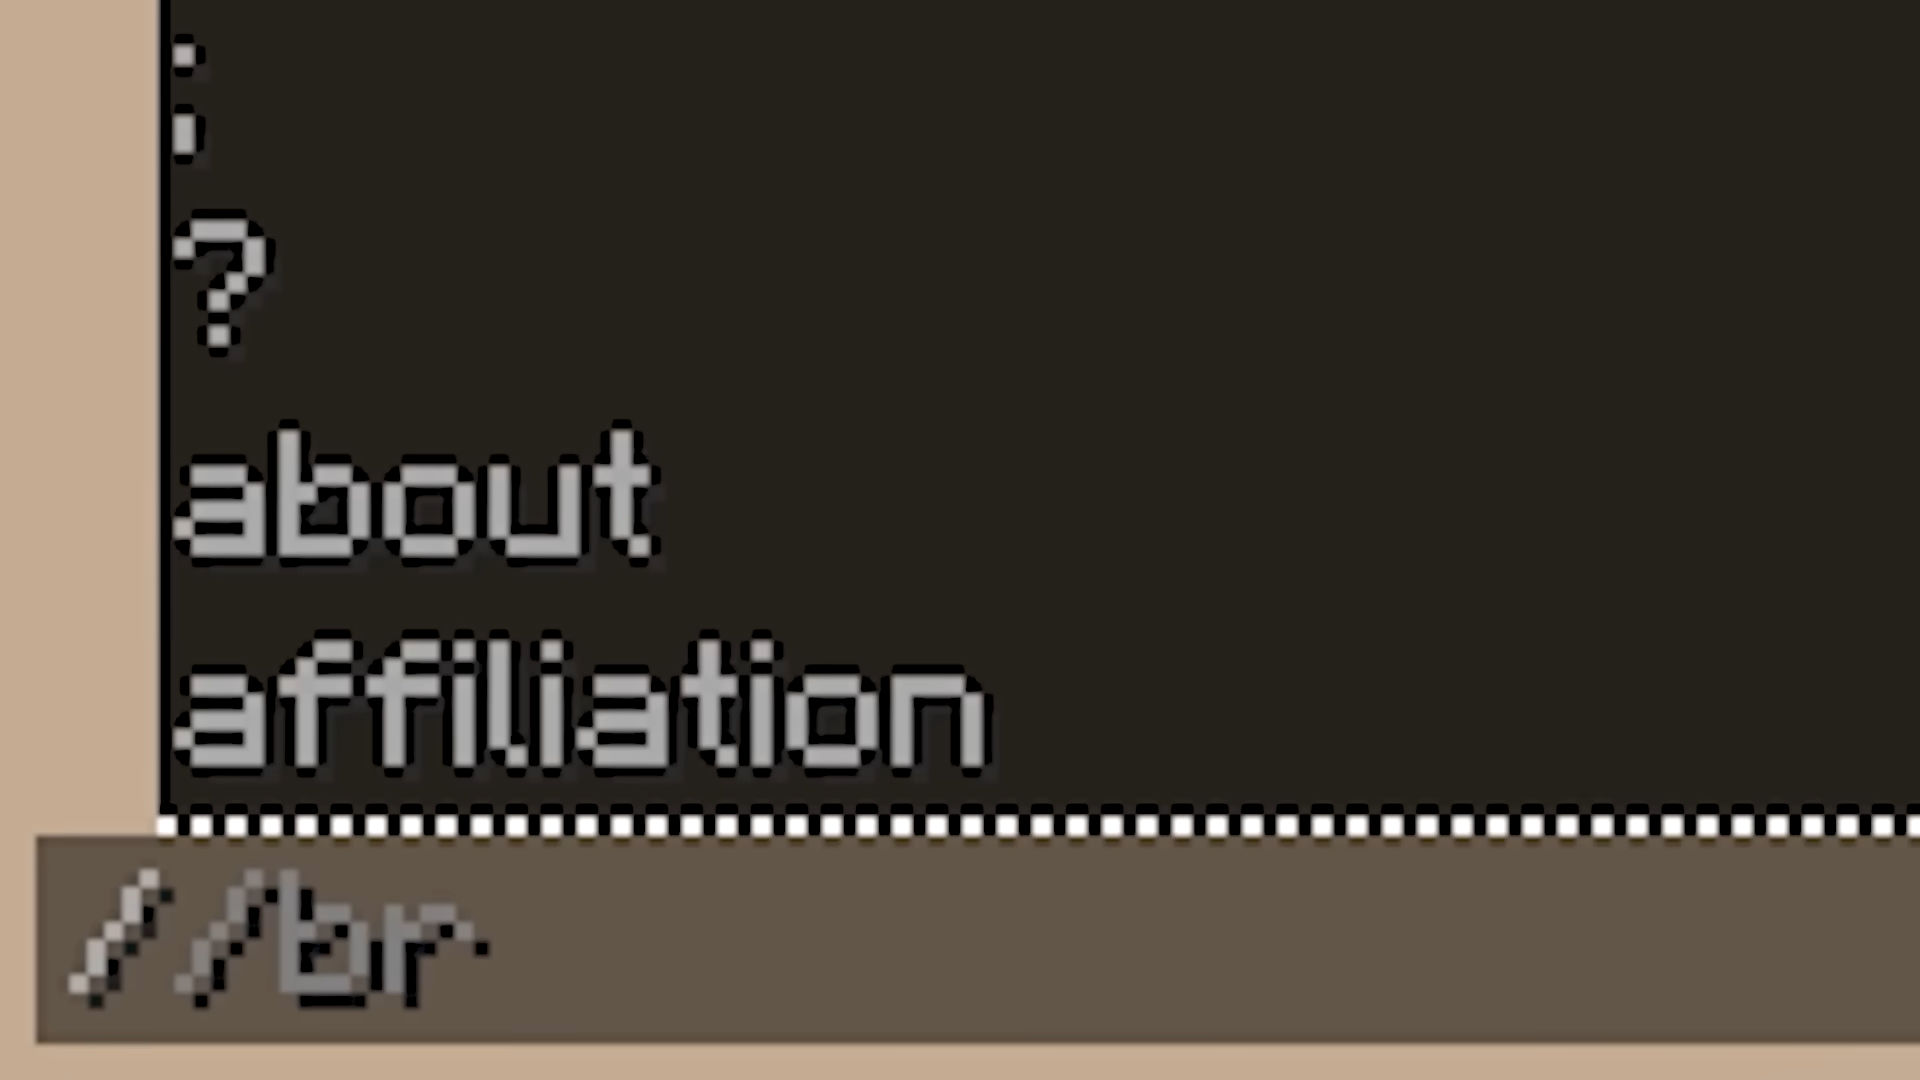 ;
?
about
affiliation
//br